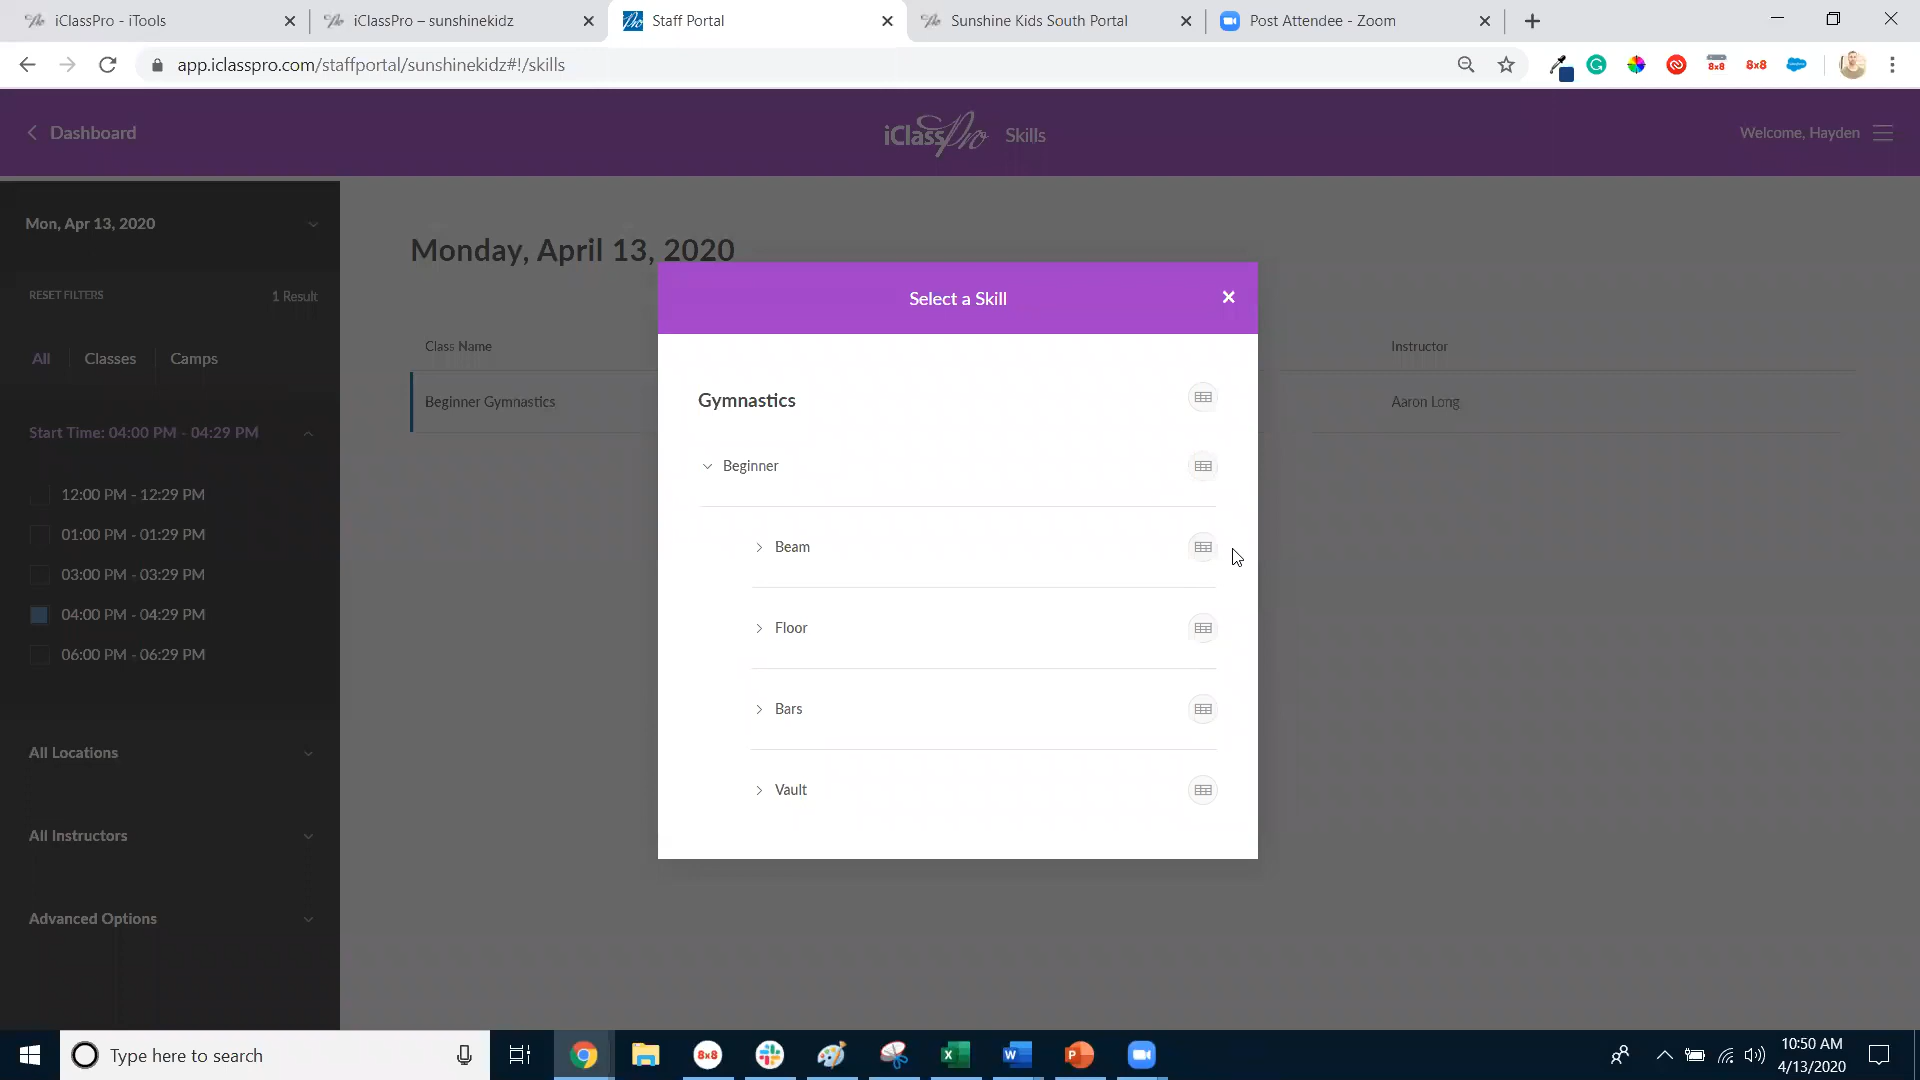 iClassPro - iTools
iClassPro – sunshinekidz
Staff Portal
Sunshine Kids South Portal
Post Attendee - Zoom
app.iclasspro.com/staffportal/sunshinekidz#!/skills
8x8
8x8
Dashboard
iClassPro Skills
Welcome, Hayden
Mon, Apr 13, 2020
RESET FILTERS
1 Result
All
Classes
Camps
Start Time: 04:00 PM - 04:29 PM
12:00 PM - 12:29 PM
01:00 PM - 01:29 PM
03:00 PM - 03:29 PM
04:00 PM - 04:29 PM
06:00 PM - 06:29 PM
All Locations
All Instructors
Advanced Options
Monday, April 13, 2020
Class Name
Instructor
Beginner Gymnastics
Aaron Long
Select a Skill
Gymnastics
Beginner
Beam
Floor
Bars
Vault
Type here to search
8x8
10:50 AM
4/13/2020